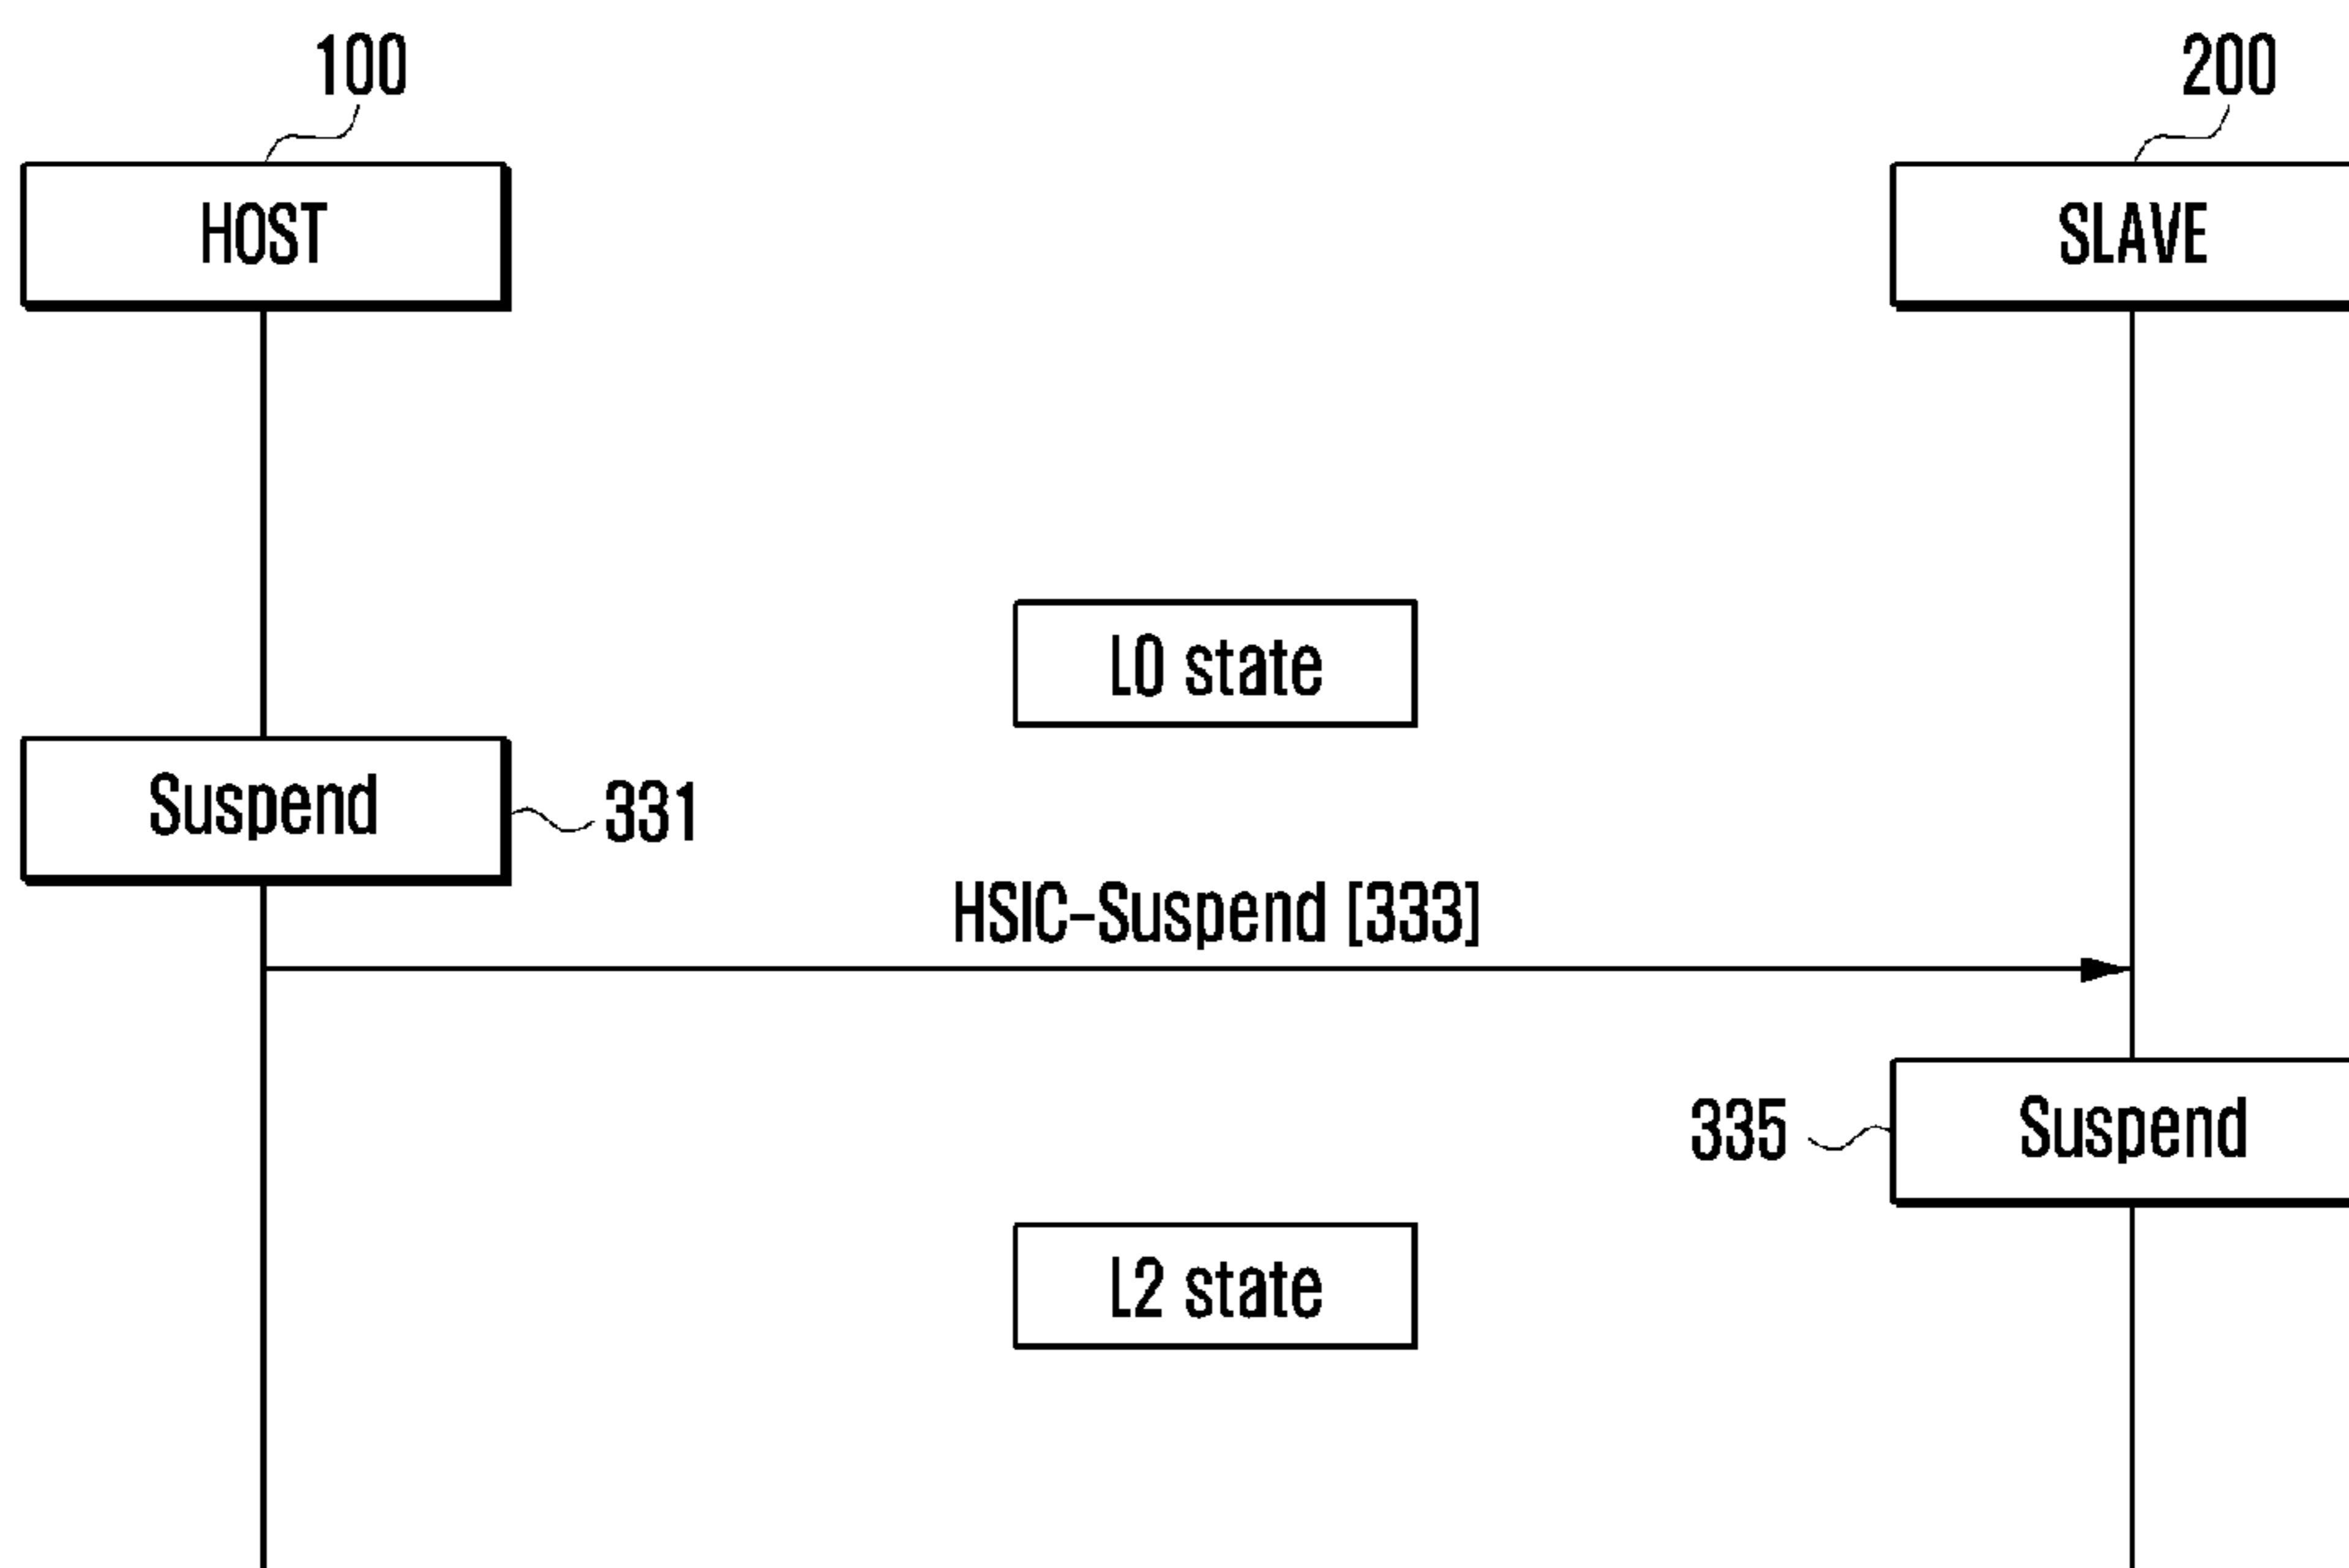 100
200
HOST
SLAVE
L0 state
Suspend
331
HSIC-Suspend [333]
335
Suspend
L2 state